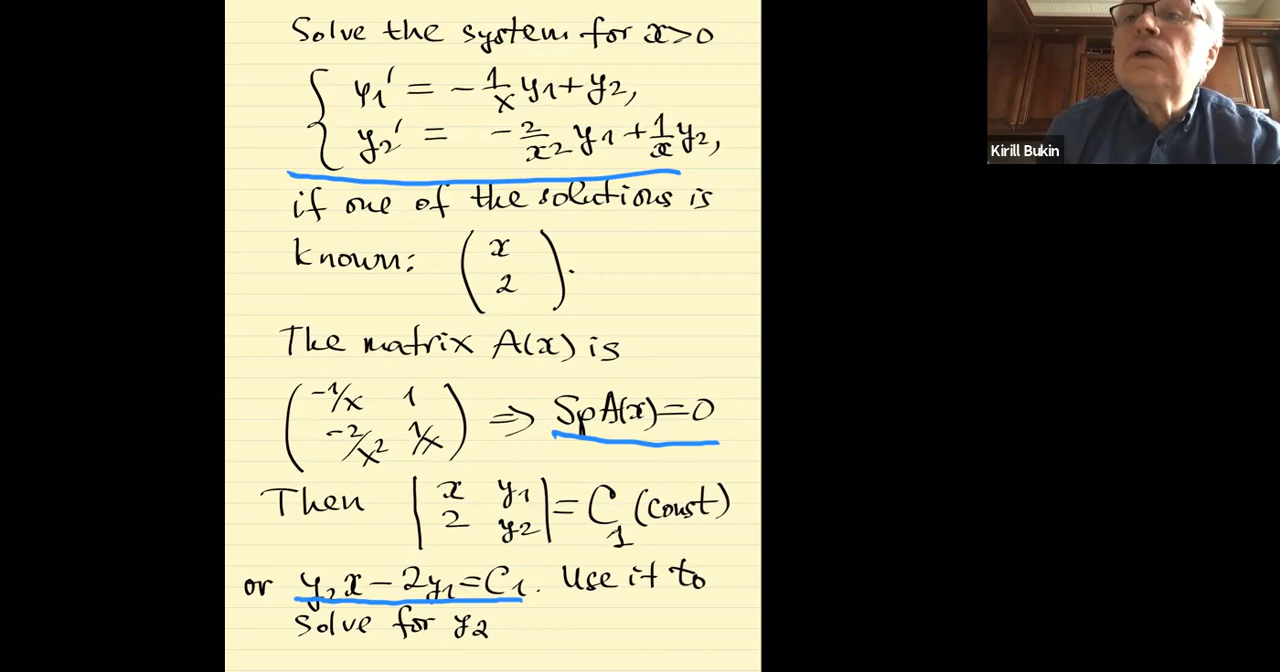 Solve the system for x>0
{ y1' = -1/x y1 + y2,
y2' = -2/x2 y1 + 1/x y2,
if one of the solutions is
known: (x
2).
The matrix A(x) is
(-1/x 1
-2/x² 1/x) ⇒ SpA(x)=0
Then |x y1
2 y2| = C1 (const)
or y2x - 2y1 = C1. Use it to
solve for y2
Kirill Bukin